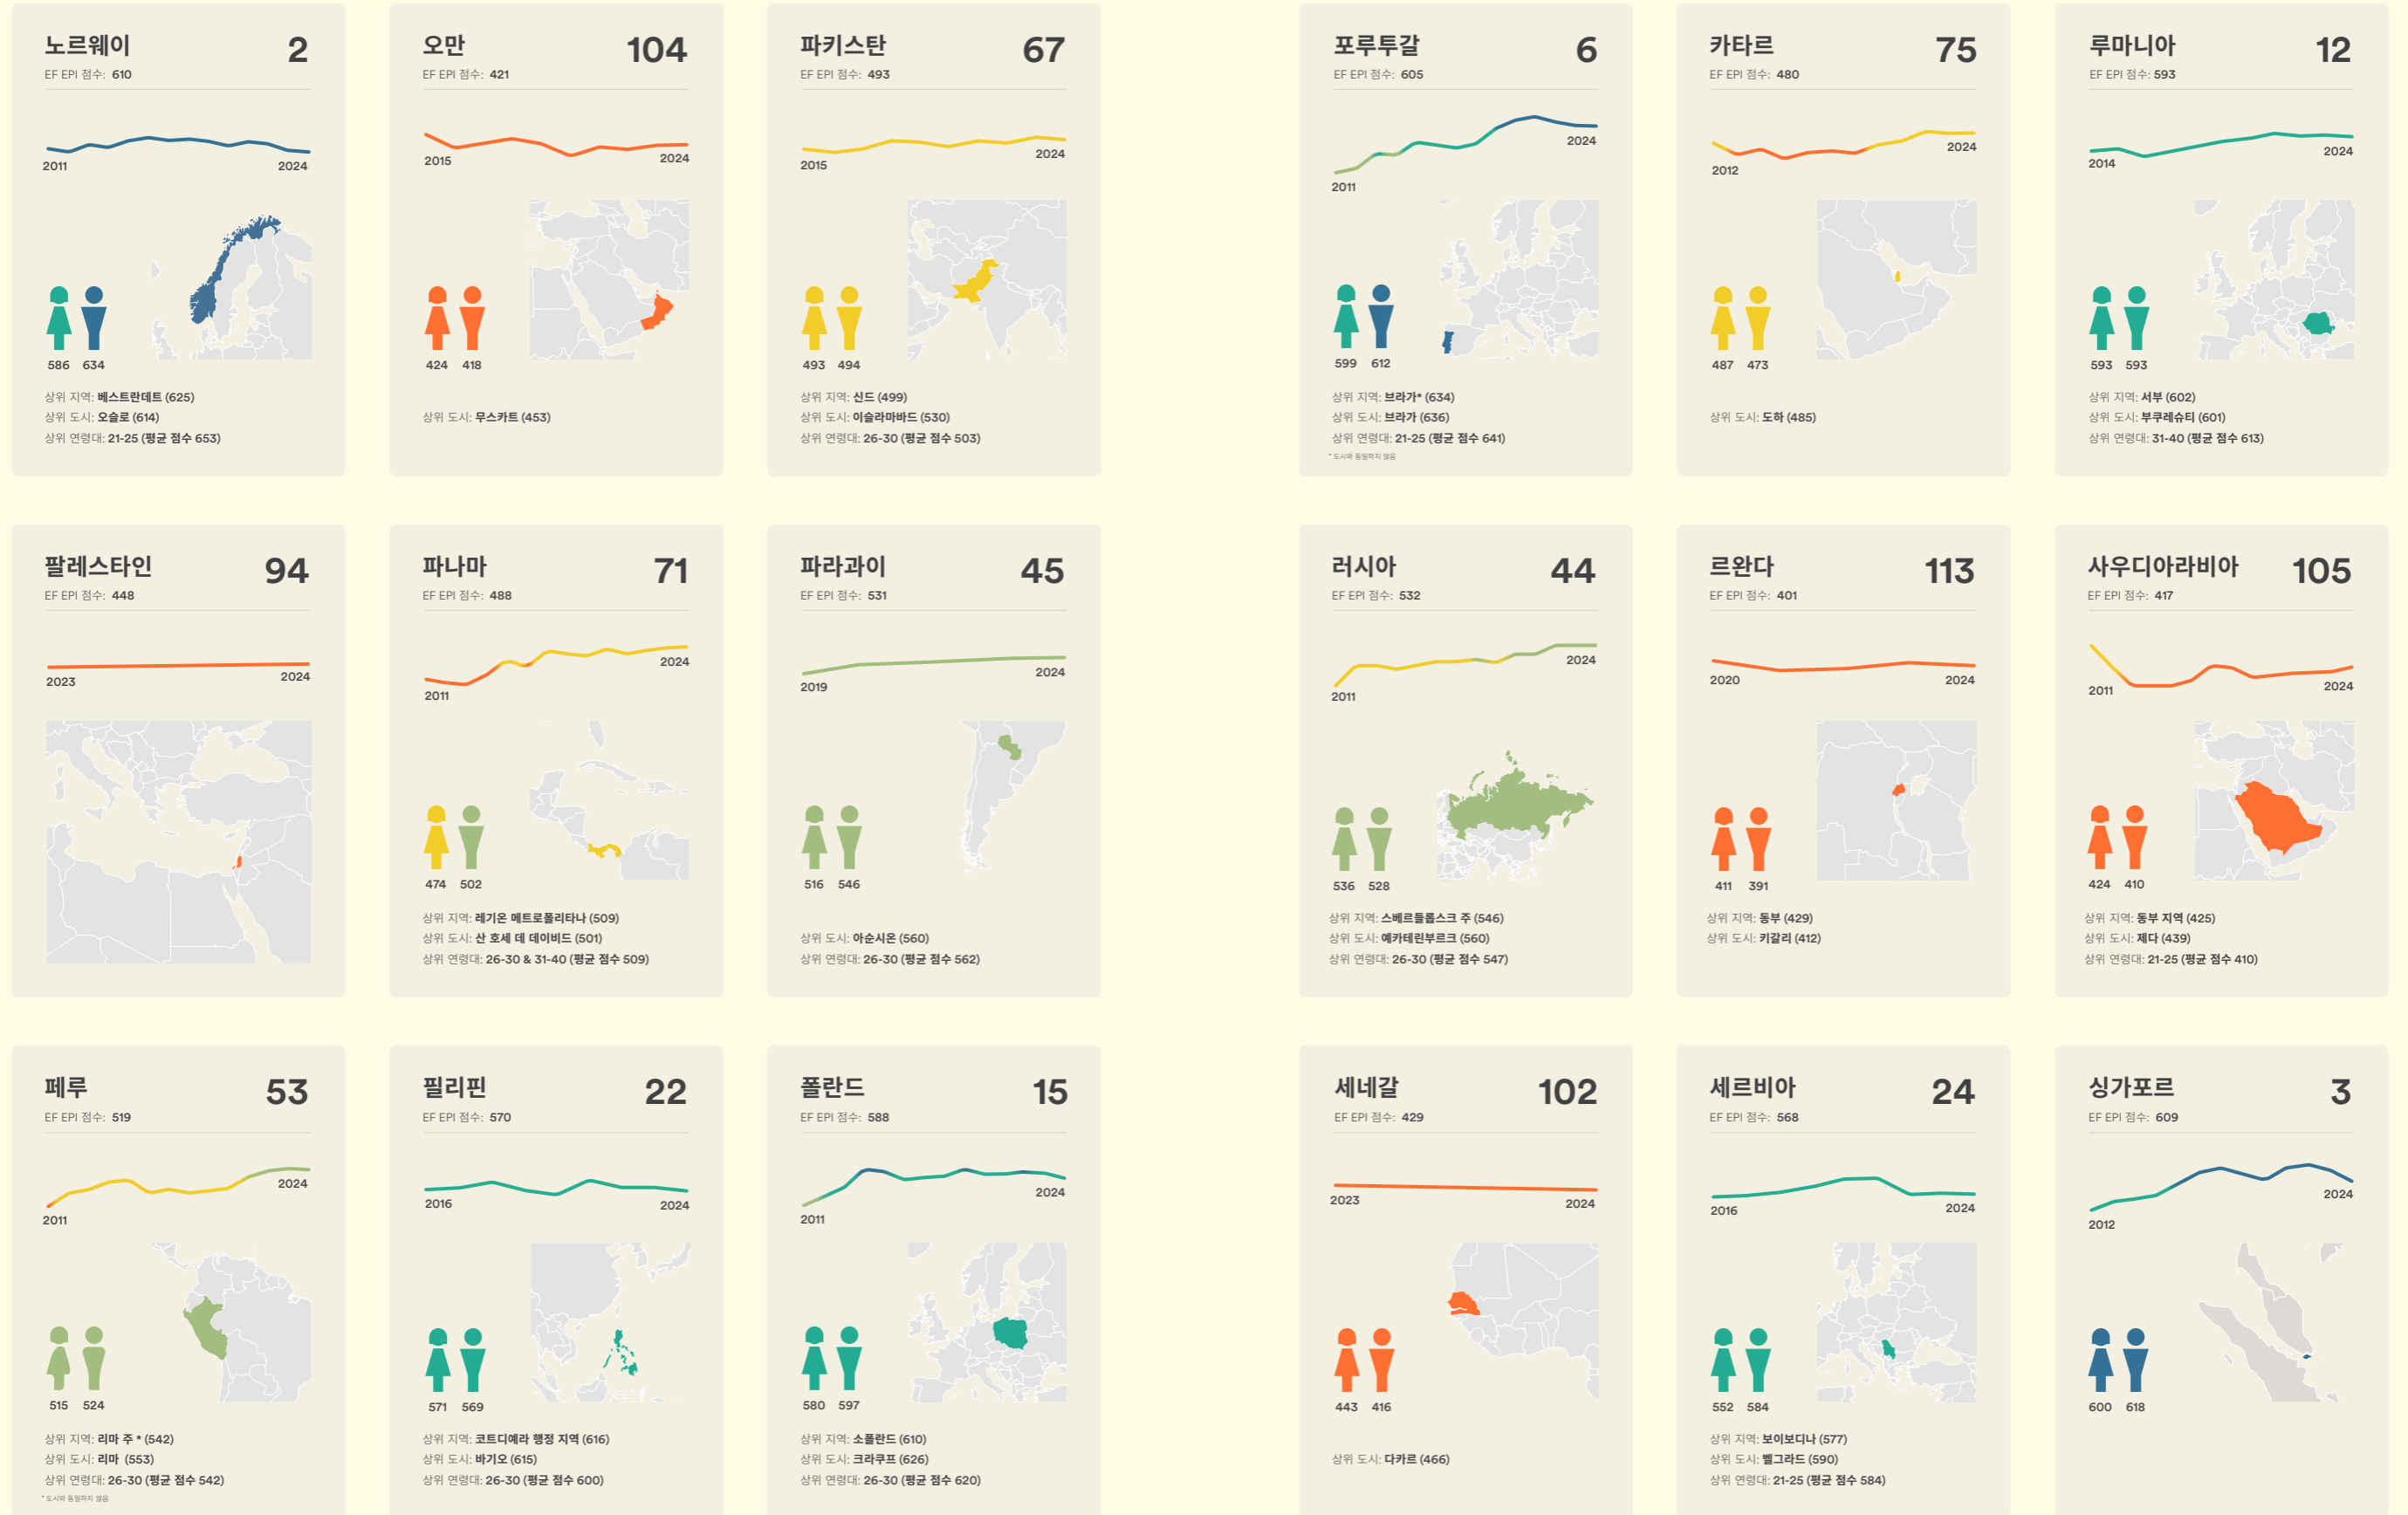 노르웨이 2
EF EPI 점수: 610
2011 2024
586 634
상위 지역: 베스트란데트 (625)
상위 도시: 오슬로 (614)
상위 연령대: 21-25 (평균 점수 653)
오만 104
EF EPI 점수: 421
2015 2024
424 418
상위 도시: 무스카트 (453)
파키스탄 67
EF EPI 점수: 493
2015 2024
493 494
상위 지역: 신드 (499)
상위 도시: 이슬라마바드 (530)
상위 연령대: 26-30 (평균 점수 503)
포루투갈 6
EF EPI 점수: 605
2011 2024
599 612
상위 지역: 브라가* (634)
상위 도시: 브라가 (636)
상위 연령대: 21-25 (평균 점수 641)
* 도시와 동일하지 않음
카타르 75
EF EPI 점수: 480
2012 2024
487 473
상위 도시: 도하 (485)
루마니아 12
EF EPI 점수: 593
2014 2024
593 593
상위 지역: 서부 (602)
상위 도시: 부쿠레슈티 (601)
상위 연령대: 31-40 (평균 점수 613)
팔레스타인 94
EF EPI 점수: 448
2023 2024
파나마 71
EF EPI 점수: 488
2011 2024
474 502
상위 지역: 레기온 메트로폴리타나 (509)
상위 도시: 산 호세 데 데이비드 (501)
상위 연령대: 26-30 & 31-40 (평균 점수 509)
파라과이 45
EF EPI 점수: 531
2019 2024
516 546
상위 도시: 아순시온 (560)
상위 연령대: 26-30 (평균 점수 562)
러시아 44
EF EPI 점수: 532
2011 2024
536 528
상위 지역: 스베르들롭스크 주 (546)
상위 도시: 예카테린부르크 (560)
상위 연령대: 26-30 (평균 점수 547)
르완다 113
EF EPI 점수: 401
2020 2024
411 391
상위 지역: 동부 (429)
상위 도시: 키갈리 (412)
사우디아라비아 105
EF EPI 점수: 417
2011 2024
424 410
상위 지역: 동부 지역 (425)
상위 도시: 제다 (439)
상위 연령대: 21-25 (평균 점수 410)
페루 53
EF EPI 점수: 519
2011 2024
515 524
상위 지역: 리마 주 * (542)
상위 도시: 리마 (553)
상위 연령대: 26-30 (평균 점수 542)
* 도시와 동일하지 않음
필리핀 22
EF EPI 점수: 570
2016 2024
571 569
상위 지역: 코트디예라 행정 지역 (616)
상위 도시: 바기오 (615)
상위 연령대: 26-30 (평균 점수 600)
폴란드 15
EF EPI 점수: 588
2011 2024
580 597
상위 지역: 소폴란드 (610)
상위 도시: 크라쿠프 (626)
상위 연령대: 26-30 (평균 점수 620)
세네갈 102
EF EPI 점수: 429
2023 2024
443 416
상위 도시: 다카르 (466)
세르비아 24
EF EPI 점수: 568
2016 2024
552 584
상위 지역: 보이보디나 (577)
상위 도시: 벨그라드 (590)
상위 연령대: 21-25 (평균 점수 584)
싱가포르 3
EF EPI 점수: 609
2012 2024
600 618